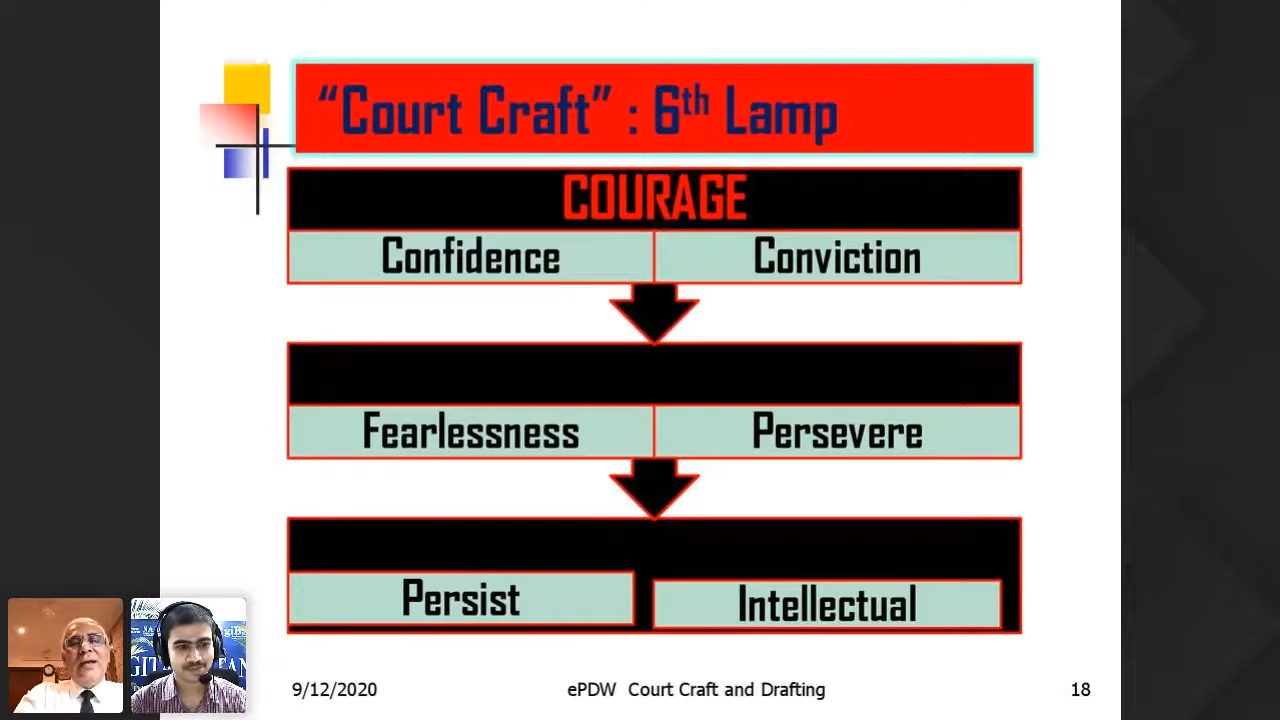 “Court Craft” : 6th Lamp
COURAGE
Confidence
Conviction
Fearlessness
Persevere
Persist
Intellectual
9/12/2020
ePDW Court Craft and Drafting
18